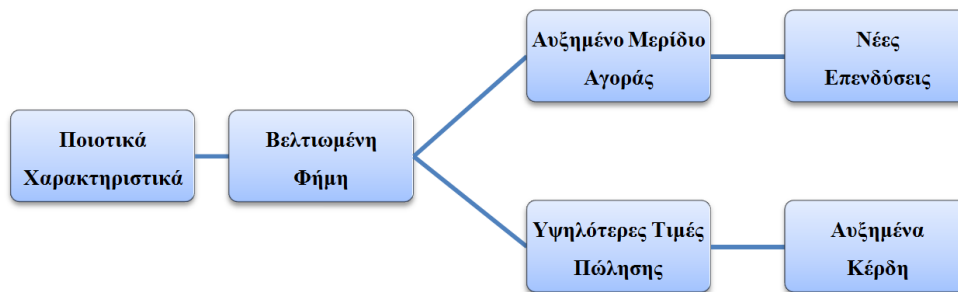 Ποιοτικά
Χαρακτηριστικά
Βελτιωμένη
Φήμη
Αυξημένο Μερίδιο
Αγοράς
Νέες
Επενδύσεις
Υψηλότερες Τιμές
Πώλησης
Αυξημένα
Κέρδη